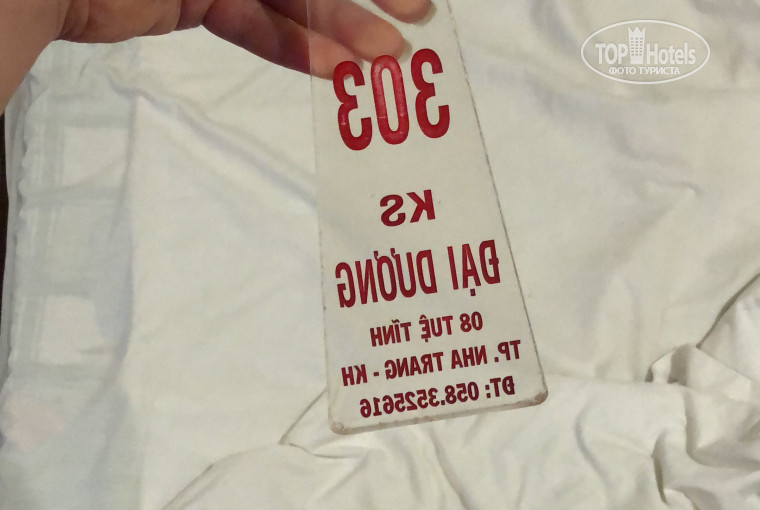 303
KS
ĐẠI DƯƠNG
08 TUỆ TĨNH
TP. NHA TRANG - KH
ĐT: 058.3525616
TOP Hotels
ФОТО ТУРИСТА